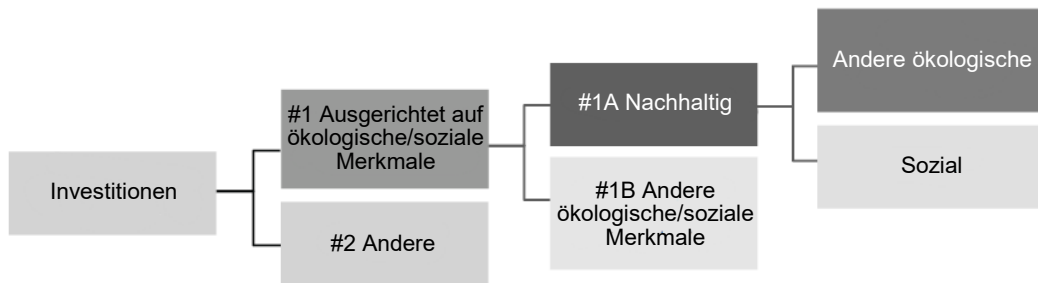 Investitionen
#1 Ausgerichtet auf
ökologische/soziale
Merkmale
#2 Andere
#1A Nachhaltig
#1B Andere
ökologische/soziale
Merkmale
Andere ökologische
Sozial